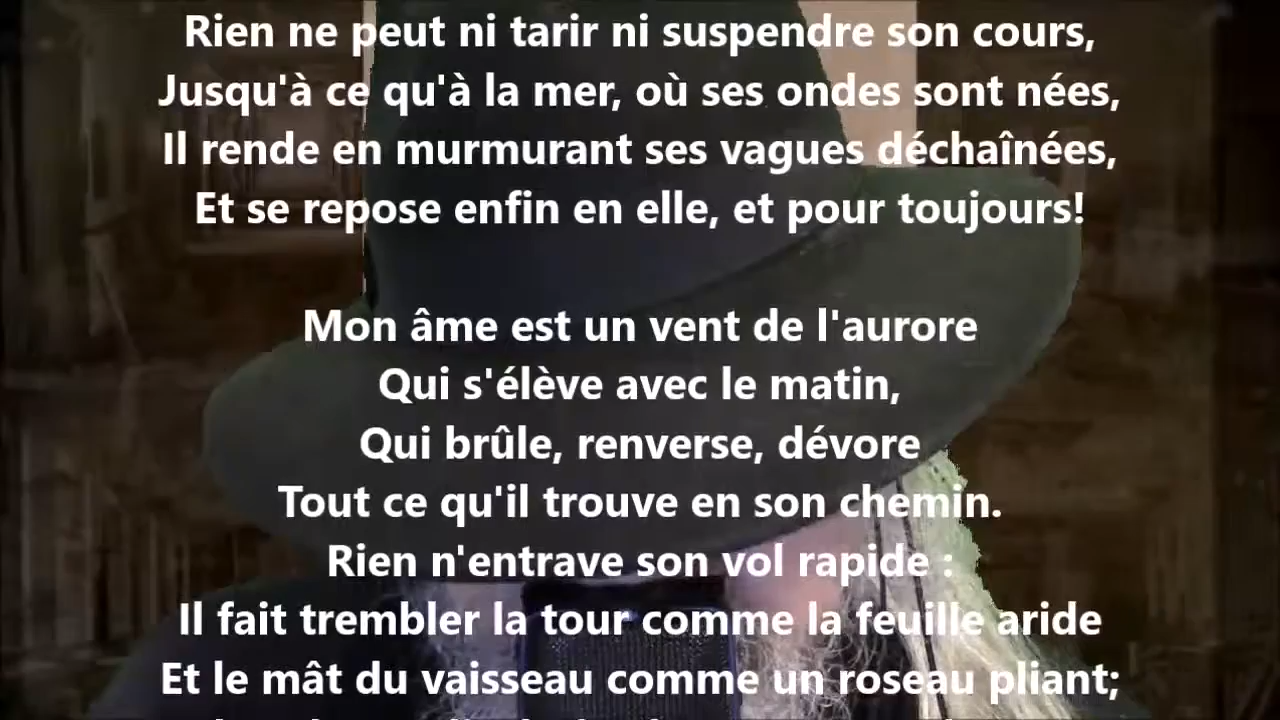 Rien ne peut ni tarir ni suspendre son cours,
Jusqu'à ce qu'à la mer, où ses ondes sont nées,
Il rende en murmurant ses vagues déchaînées,
Et se repose enfin en elle, et pour toujours!
Mon âme est un vent de l'aurore
Qui s'élève avec le matin,
Qui brûle, renverse, dévore
Tout ce qu'il trouve en son chemin.
Rien n'entrave son vol rapide :
Il fait trembler la tour comme la feuille aride
Et le mât du vaisseau comme un roseau pliant;